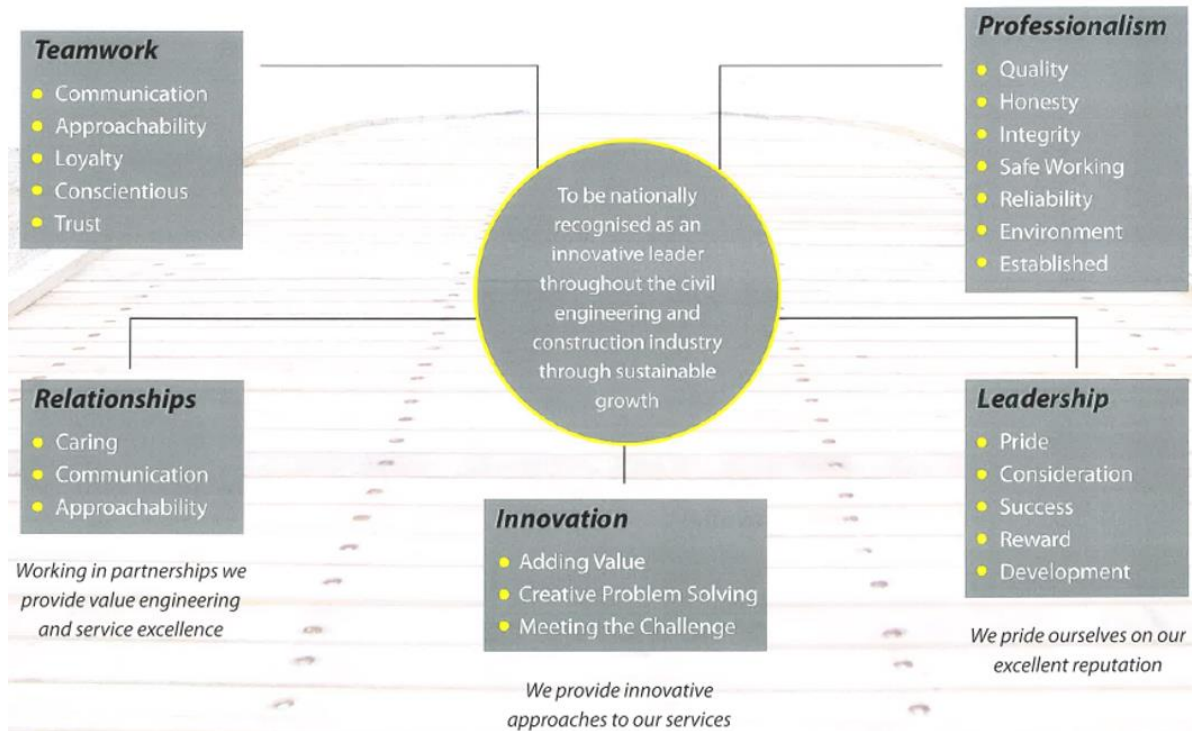 Teamwork
Communication
Approachability
Loyalty
Conscientious
Trust
Professionalism
Quality
Honesty
Integrity
Safe Working
Reliability
Environment
Established
To be nationally
recognised as an
innovative leader
throughout the civil
engineering and
construction industry
through sustainable
growth
Relationships
Caring
Communication
Approachability
Working in partnerships we
provide value engineering
and service excellence
Innovation
Adding Value
Creative Problem Solving
Meeting the Challenge
We provide innovative
approaches to our services
Leadership
Pride
Consideration
Success
Reward
Development
We pride ourselves on our
excellent reputation